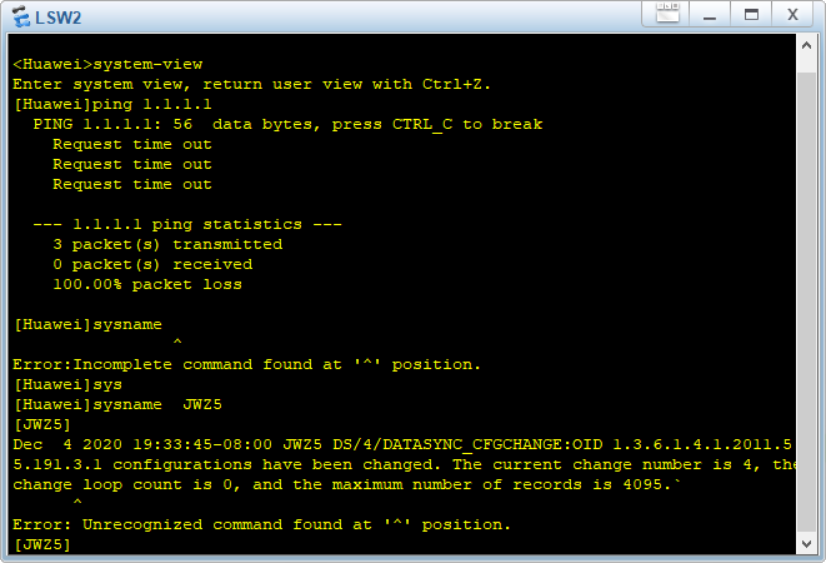 LSW2
<Huawei>system-view
Enter system view, return user view with Ctrl+Z.
[Huawei]ping 1.1.1.1
  PING 1.1.1.1: 56  data bytes, press CTRL_C to break
    Request time out
    Request time out
    Request time out
  --- 1.1.1.1 ping statistics ---
    3 packet(s) transmitted
    0 packet(s) received
    100.00% packet loss
[Huawei]sysname
                ^
Error:Incomplete command found at '^' position.
[Huawei]sys
[Huawei]sysname  JWZ5
[JWZ5]
Dec  4 2020 19:33:45-08:00 JWZ5 DS/4/DATASYNC_CFGCHANGE:OID 1.3.6.1.4.1.2011.5
5.191.3.1 configurations have been changed. The current change number is 4, the
change loop count is 0, and the maximum number of records is 4095.`
      ^
Error: Unrecognized command found at '^' position.
[JWZ5]